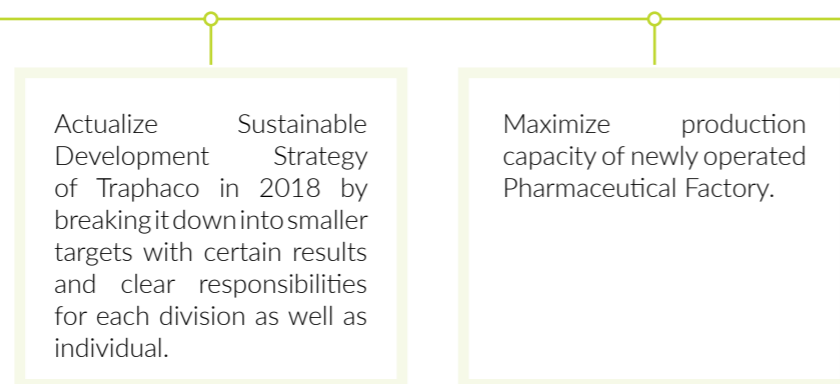 Actualize Sustainable
Development Strategy
of Traphaco in 2018 by
breaking it down into smaller
targets with certain results
and clear responsibilities
for each division as well as
individual.
Maximize production
capacity of newly operated
Pharmaceutical Factory.